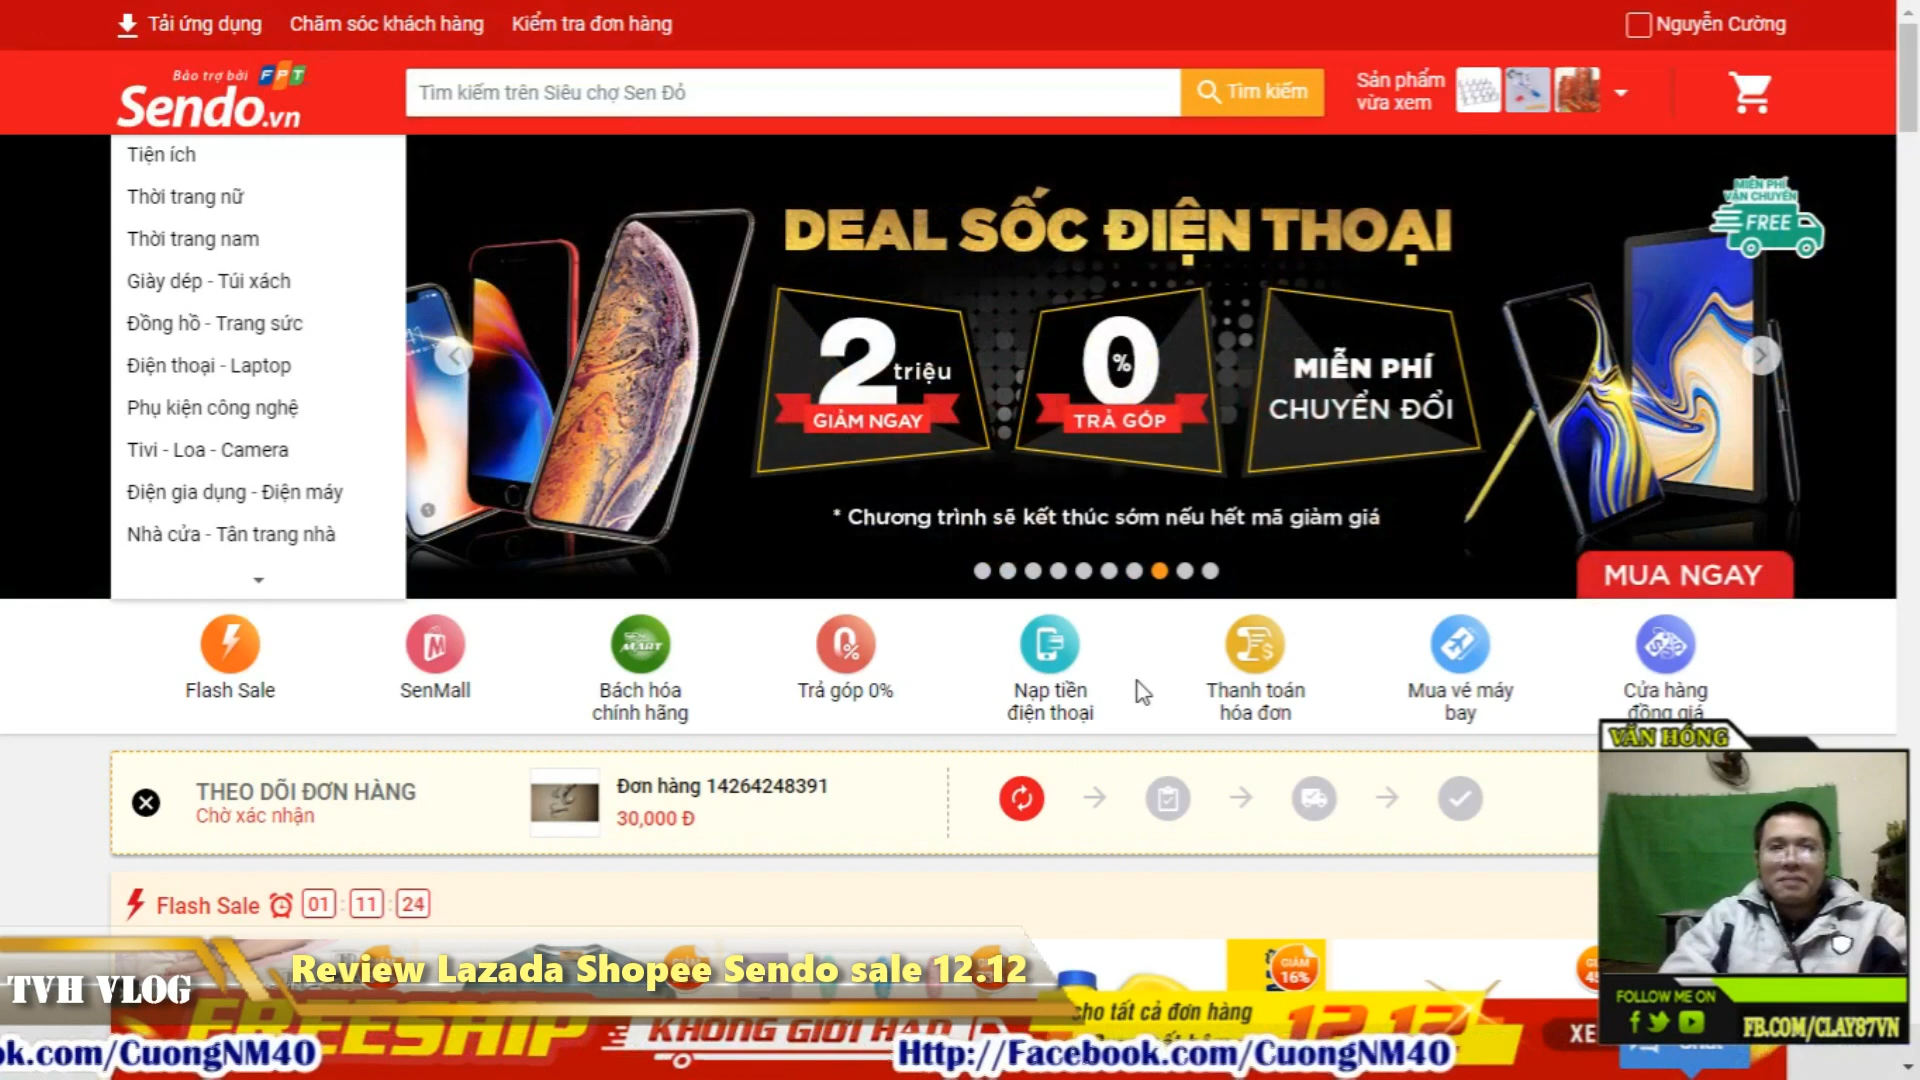 Tải ứng dụng
Chăm sóc khách hàng
Kiểm tra đơn hàng
Nguyễn Cường
Bảo trợ bởi FPT
Sendo.vn
Tìm kiếm trên Siêu chợ Sen Đỏ
Tìm kiếm
Sản phẩm
vừa xem
Tiện ích
Thời trang nữ
Thời trang nam
Giày dép - Túi xách
Đồng hồ - Trang sức
Điện thoại - Laptop
Phụ kiện công nghệ
Tivi - Loa - Camera
Điện gia dụng - Điện máy
Nhà cửa - Tân trang nhà
DEAL SỐC ĐIỆN THOẠI
MIỄN PHÍ
VẬN CHUYỂN
FREE
2 triệu
GIẢM NGAY
0%
TRẢ GÓP
MIỄN PHÍ
CHUYỂN ĐỔI
* Chương trình sẽ kết thúc sớm nếu hết mã giảm giá
MUA NGAY
Flash Sale
SenMall
SEN MART
Bách hóa
chính hãng
Trả góp 0%
Nạp tiền
điện thoại
Thanh toán
hóa đơn
Mua vé máy
bay
Cửa hàng
đồng giá
THEO DÕI ĐƠN HÀNG
Chờ xác nhận
Đơn hàng 14264248391
30,000 Đ
VĂN HÓNG
Flash Sale 01 : 11 : 24
GIẢM
16%
TVH VLOG
Review Lazada Shopee Sendo sale 12.12
FREESHIP
KHÔNG GIỚI HẠN
cho tất cả đơn hàng
12.12
XE
FOLLOW ME ON
FB.COM/CLAY87VN
ok.com/CuongNM40
Http://Facebook.com/CuongNM40